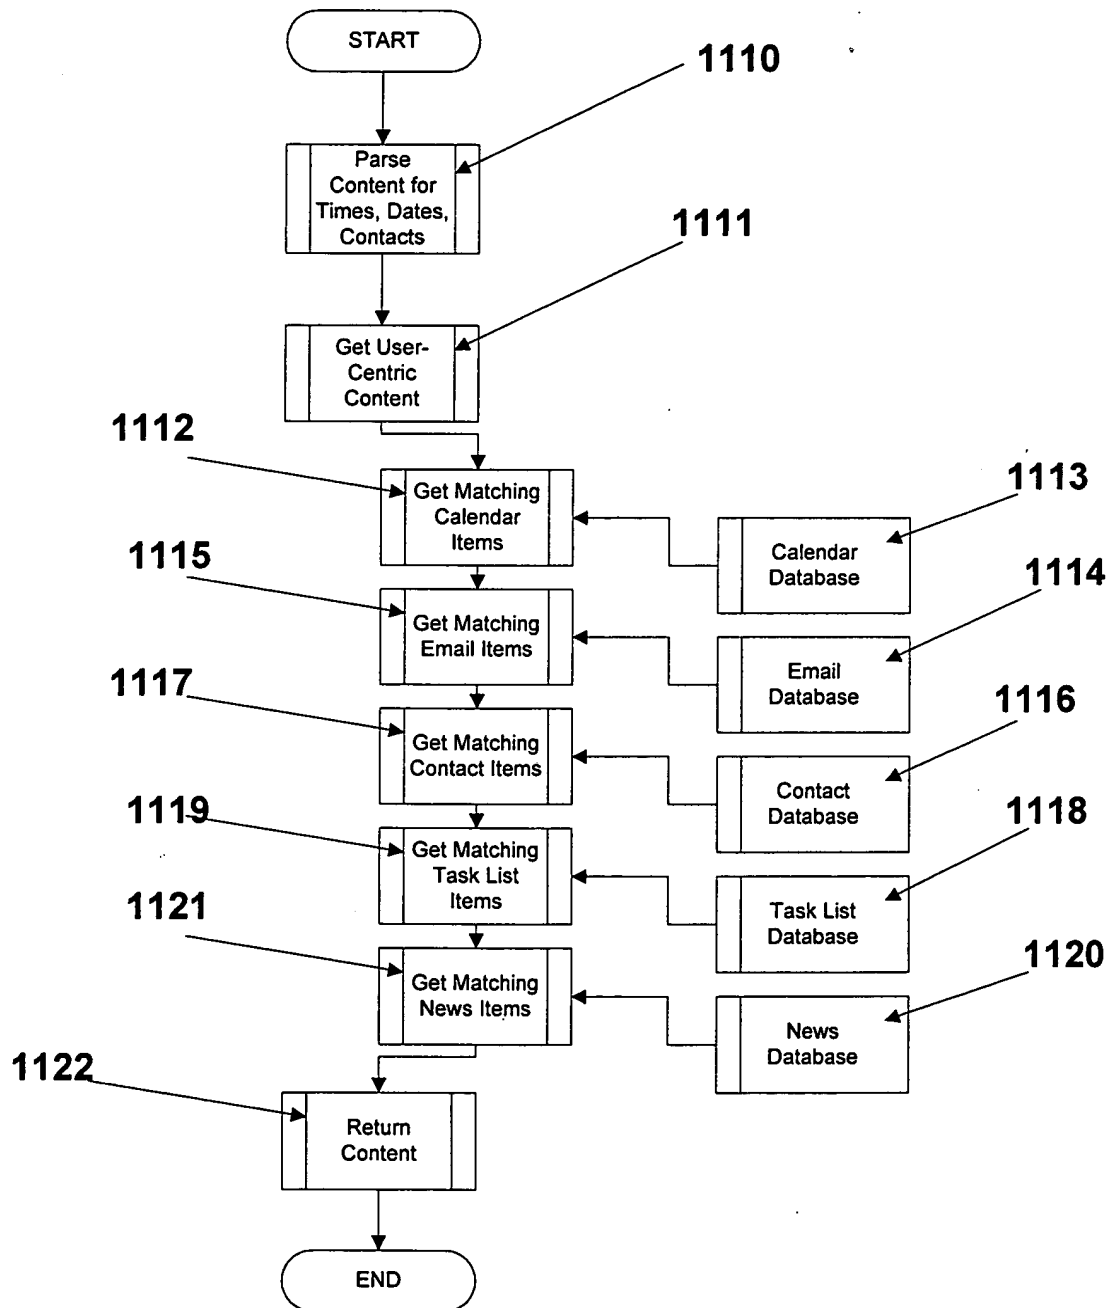 START
1110
Parse
Content for
Times, Dates,
Contacts
1111
Get User-
Centric
Content
1112
Get Matching
Calendar
Items
1113
Calendar
Database
1115
Get Matching
Email Items
1114
Email
Database
1117
Get Matching
Contact Items
1116
Contact
Database
1119
Get Matching
Task List
Items
1118
Task List
Database
1121
Get Matching
News Items
1120
News
Database
1122
Return
Content
END